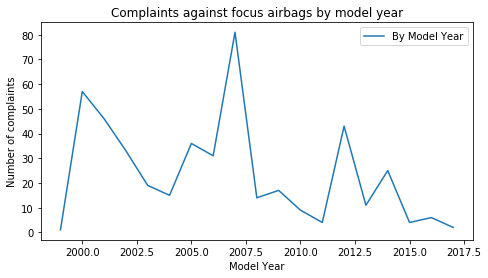 Complaints against focus airbags by model year
By Model Year
Number of complaints
80
70
60
50
40
30
20
10
0
2000.0 2002.5 2005.0 2007.5 2010.0 2012.5 2015.0 2017.5
Model Year